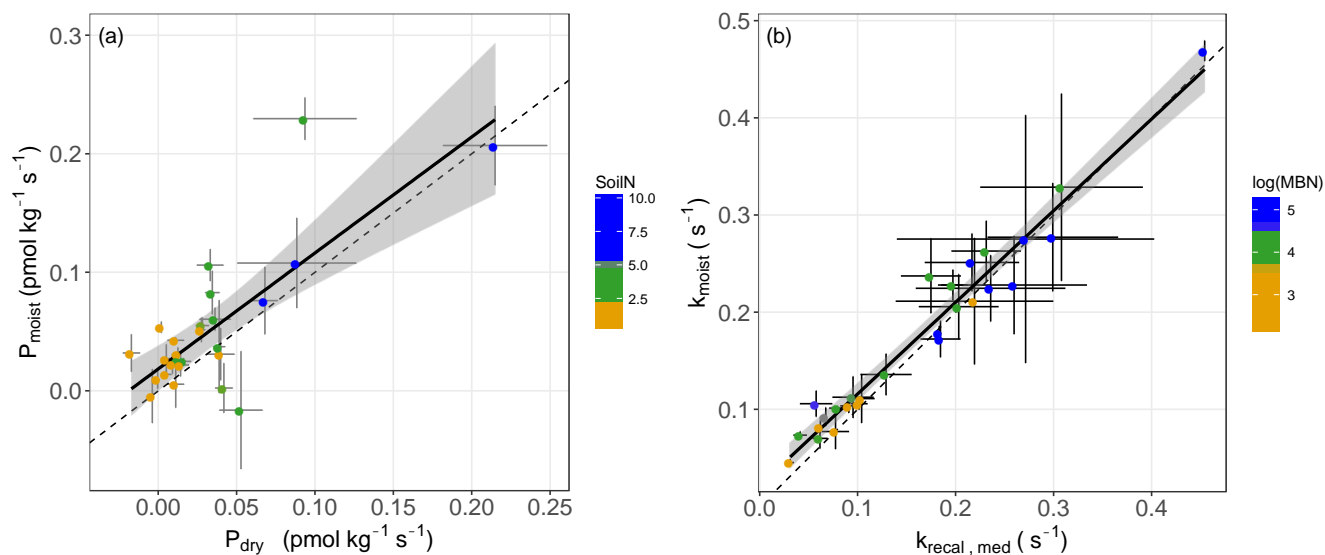 (a)
0.3
0.2
0.1
0.0
P_moist (pmol kg⁻¹ s⁻¹)
0.00 0.05 0.10 0.15 0.20 0.25
P_dry (pmol kg⁻¹ s⁻¹)
SoilN
10.0
7.5
5.0
2.5
(b)
0.5
0.4
0.3
0.2
0.1
k_moist ( s⁻¹)
0.0 0.1 0.2 0.3 0.4
k_recal , med ( s⁻¹)
log(MBN)
5
4
3